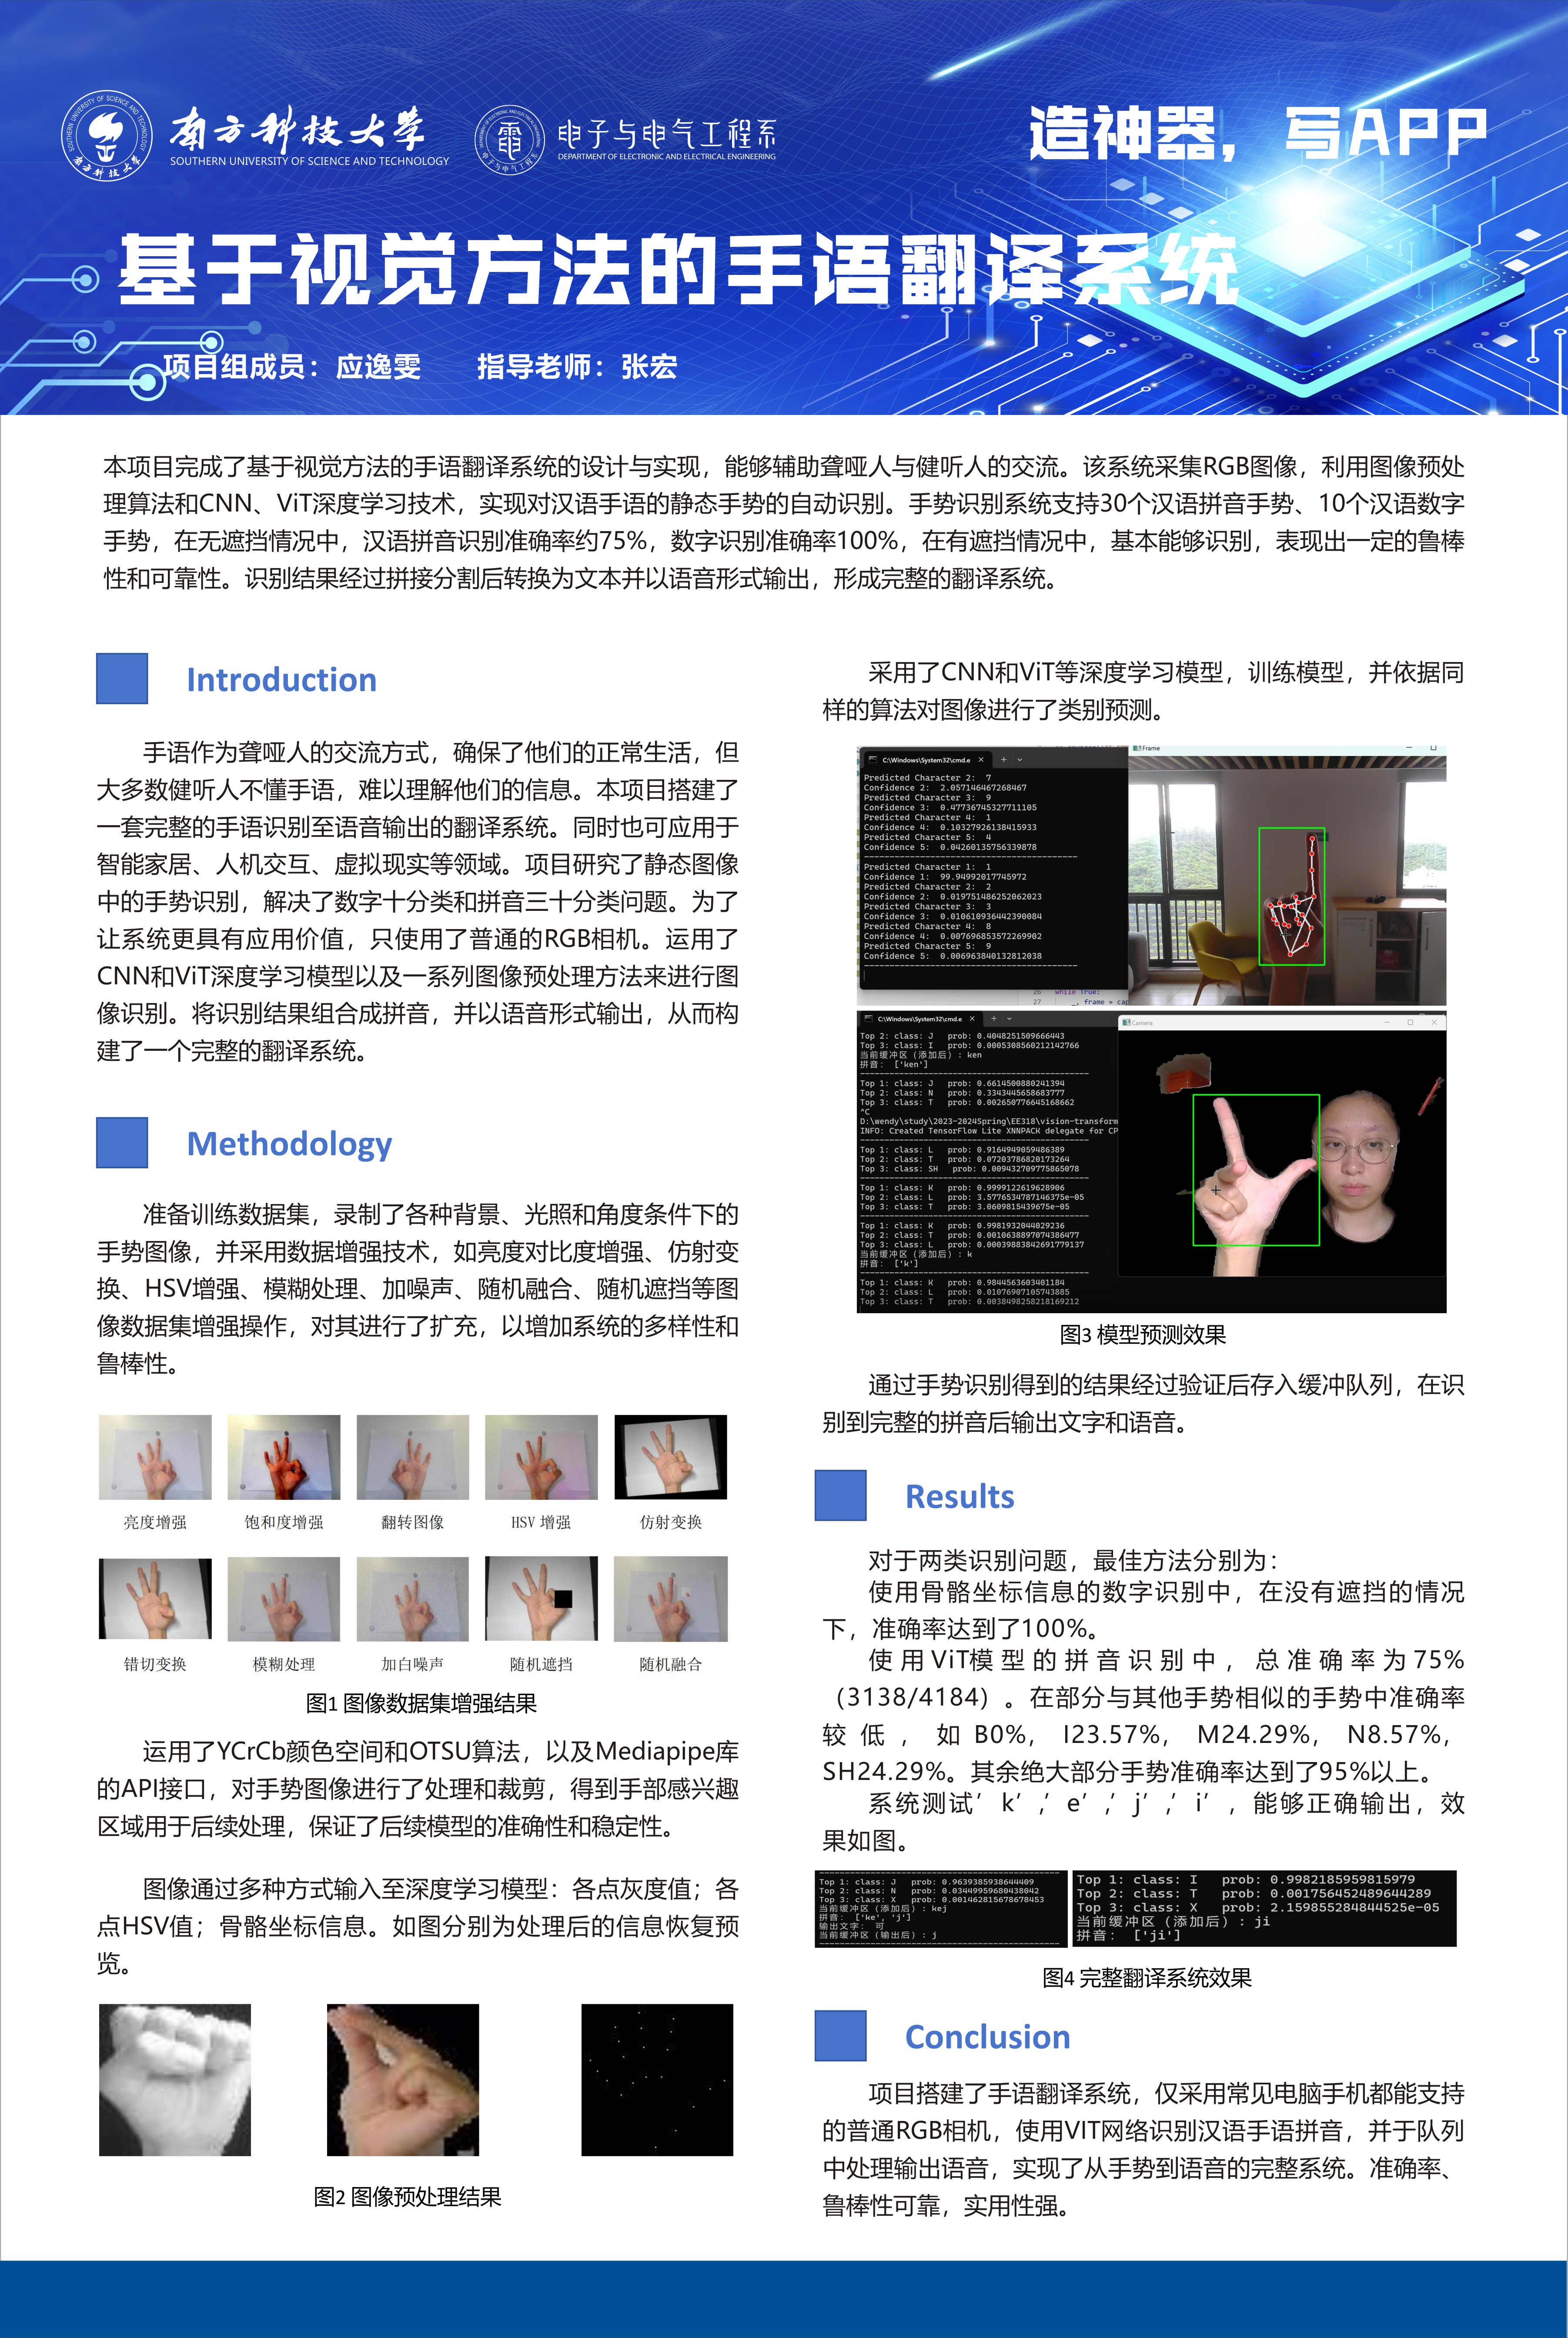 SOUTHERN UNIVERSITY OF SCIENCE AND TECHNOLOGY
南方科技大学
南方科技大学
SOUTHERN UNIVERSITY OF SCIENCE AND TECHNOLOGY
电子与电气工程系
DEPARTMENT OF ELECTRONIC AND ELECTRICAL ENGINEERING
造神器，写APP
基于视觉方法的手语翻译系统
项目组成员：应逸雯 指导老师：张宏
本项目完成了基于视觉方法的手语翻译系统的设计与实现，能够辅助聋哑人与健听人的交流。该系统采集RGB图像，利用图像预处
理算法和CNN、ViT深度学习技术，实现对汉语手语的静态手势的自动识别。手势识别系统支持30个汉语拼音手势、10个汉语数字
手势，在无遮挡情况中，汉语拼音识别准确率约75%，数字识别准确率100%，在有遮挡情况中，基本能够识别，表现出一定的鲁棒
性和可靠性。识别结果经过拼接分割后转换为文本并以语音形式输出，形成完整的翻译系统。
Introduction
手语作为聋哑人的交流方式，确保了他们的正常生活，但
大多数健听人不懂手语，难以理解他们的信息。本项目搭建了
一套完整的手语识别至语音输出的翻译系统。同时也可应用于
智能家居、人机交互、虚拟现实等领域。项目研究了静态图像
中的手势识别，解决了数字十分类和拼音三十分类问题。为了
让系统更具有应用价值，只使用了普通的RGB相机。运用了
CNN和ViT深度学习模型以及一系列图像预处理方法来进行图
像识别。将识别结果组合成拼音，并以语音形式输出，从而构
建了一个完整的翻译系统。
Methodology
准备训练数据集，录制了各种背景、光照和角度条件下的
手势图像，并采用数据增强技术，如亮度对比度增强、仿射变
换、HSV增强、模糊处理、加噪声、随机融合、随机遮挡等图
像数据集增强操作，对其进行了扩充，以增加系统的多样性和
鲁棒性。
亮度增强 饱和度增强 翻转图像 HSV 增强 仿射变换
错切变换 模糊处理 加白噪声 随机遮挡 随机融合
图1 图像数据集增强结果
运用了YCrCb颜色空间和OTSU算法，以及Mediapipe库
的API接口，对手势图像进行了处理和裁剪，得到手部感兴趣
区域用于后续处理，保证了后续模型的准确性和稳定性。
图像通过多种方式输入至深度学习模型：各点灰度值；各
点HSV值；骨骼坐标信息。如图分别为处理后的信息恢复预
览。
图2 图像预处理结果
采用了CNN和ViT等深度学习模型，训练模型，并依据同
样的算法对图像进行了类别预测。
C:\Windows\System32\cmd.e
Predicted Character 2: 7
Confidence 2: 2.057146467268467
Predicted Character 3: 9
Confidence 3: 0.47736745327711105
Predicted Character 4: 1
Confidence 4: 0.10327926138415933
Predicted Character 5: 4
Confidence 5: 0.04260135756339878
Predicted Character 1: 1
Confidence 1: 99.94992017745972
Predicted Character 2: 2
Confidence 2: 0.019751486252062023
Predicted Character 3: 3
Confidence 3: 0.010610936442390084
Predicted Character 4: 8
Confidence 4: 0.007696853572269902
Predicted Character 5: 9
Confidence 5: 0.006963840132812038
Frame
26 while True:
27 _, frame = cap
C:\Windows\System32\cmd.e
Top 2: class: J prob: 0.4048251509666443
Top 3: class: I prob: 0.0005308560212142766
当前缓冲区（添加后）: ken
拼音： ['ken']
Top 1: class: J prob: 0.6614500880241394
Top 2: class: N prob: 0.3343445658683777
Top 3: class: T prob: 0.002650776645168662
^C
D:\wendy\study\2023-2024Spring\EE318\vision-transform
INFO: Created TensorFlow Lite XNNPACK delegate for CP
Top 1: class: L prob: 0.9164949059486389
Top 2: class: T prob: 0.07203786820173264
Top 3: class: SH prob: 0.009432709775865078
Top 1: class: K prob: 0.9999122619628906
Top 2: class: L prob: 3.5776534787146375e-05
Top 3: class: T prob: 3.0609815439675e-05
Top 1: class: K prob: 0.9981932044029236
Top 2: class: T prob: 0.0010638897074386477
Top 3: class: L prob: 0.00039883842691779137
当前缓冲区（添加后）: k
拼音： ['k']
Top 1: class: K prob: 0.9844563603401184
Top 2: class: L prob: 0.01076907105743885
Top 3: class: T prob: 0.0038498258218169212
Camera
图3 模型预测效果
通过手势识别得到的结果经过验证后存入缓冲队列，在识
别到完整的拼音后输出文字和语音。
Results
对于两类识别问题，最佳方法分别为：
使用骨骼坐标信息的数字识别中，在没有遮挡的情况
下，准确率达到了100%。
使用ViT模型的拼音识别中，总准确率为75%
（3138/4184）。在部分与其他手势相似的手势中准确率
较低，如B0%，I23.57%，M24.29%，N8.57%，
SH24.29%。其余绝大部分手势准确率达到了95%以上。
系统测试’k’,’e’,’j’,’i’，能够正确输出，效
果如图。
Top 1: class: J prob: 0.9639385938644409
Top 2: class: N prob: 0.03449959680438042
Top 3: class: X prob: 0.001462815678678453
当前缓冲区（添加后）: kej
拼音： ['ke', 'j']
输出文字： 可
当前缓冲区（输出后）: j
Top 1: class: I prob: 0.9982185959815979
Top 2: class: T prob: 0.001756452489644289
Top 3: class: X prob: 2.159855284844525e-05
当前缓冲区（添加后）: ji
拼音： ['ji']
图4 完整翻译系统效果
Conclusion
项目搭建了手语翻译系统，仅采用常见电脑手机都能支持
的普通RGB相机，使用VIT网络识别汉语手语拼音，并于队列
中处理输出语音，实现了从手势到语音的完整系统。准确率、
鲁棒性可靠，实用性强。